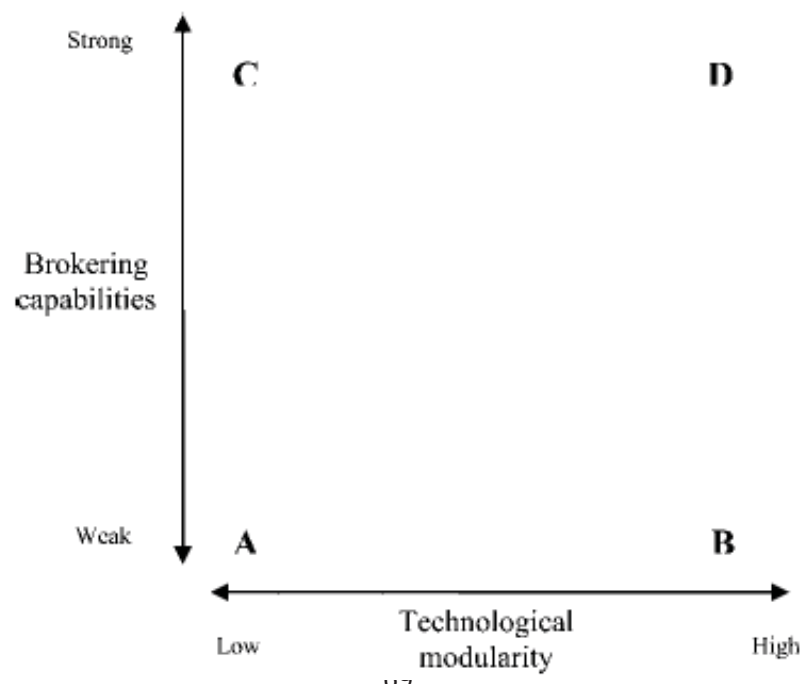 Strong
C
D
Brokering
capabilities
Weak
A
B
Technological
modularity
Low
High